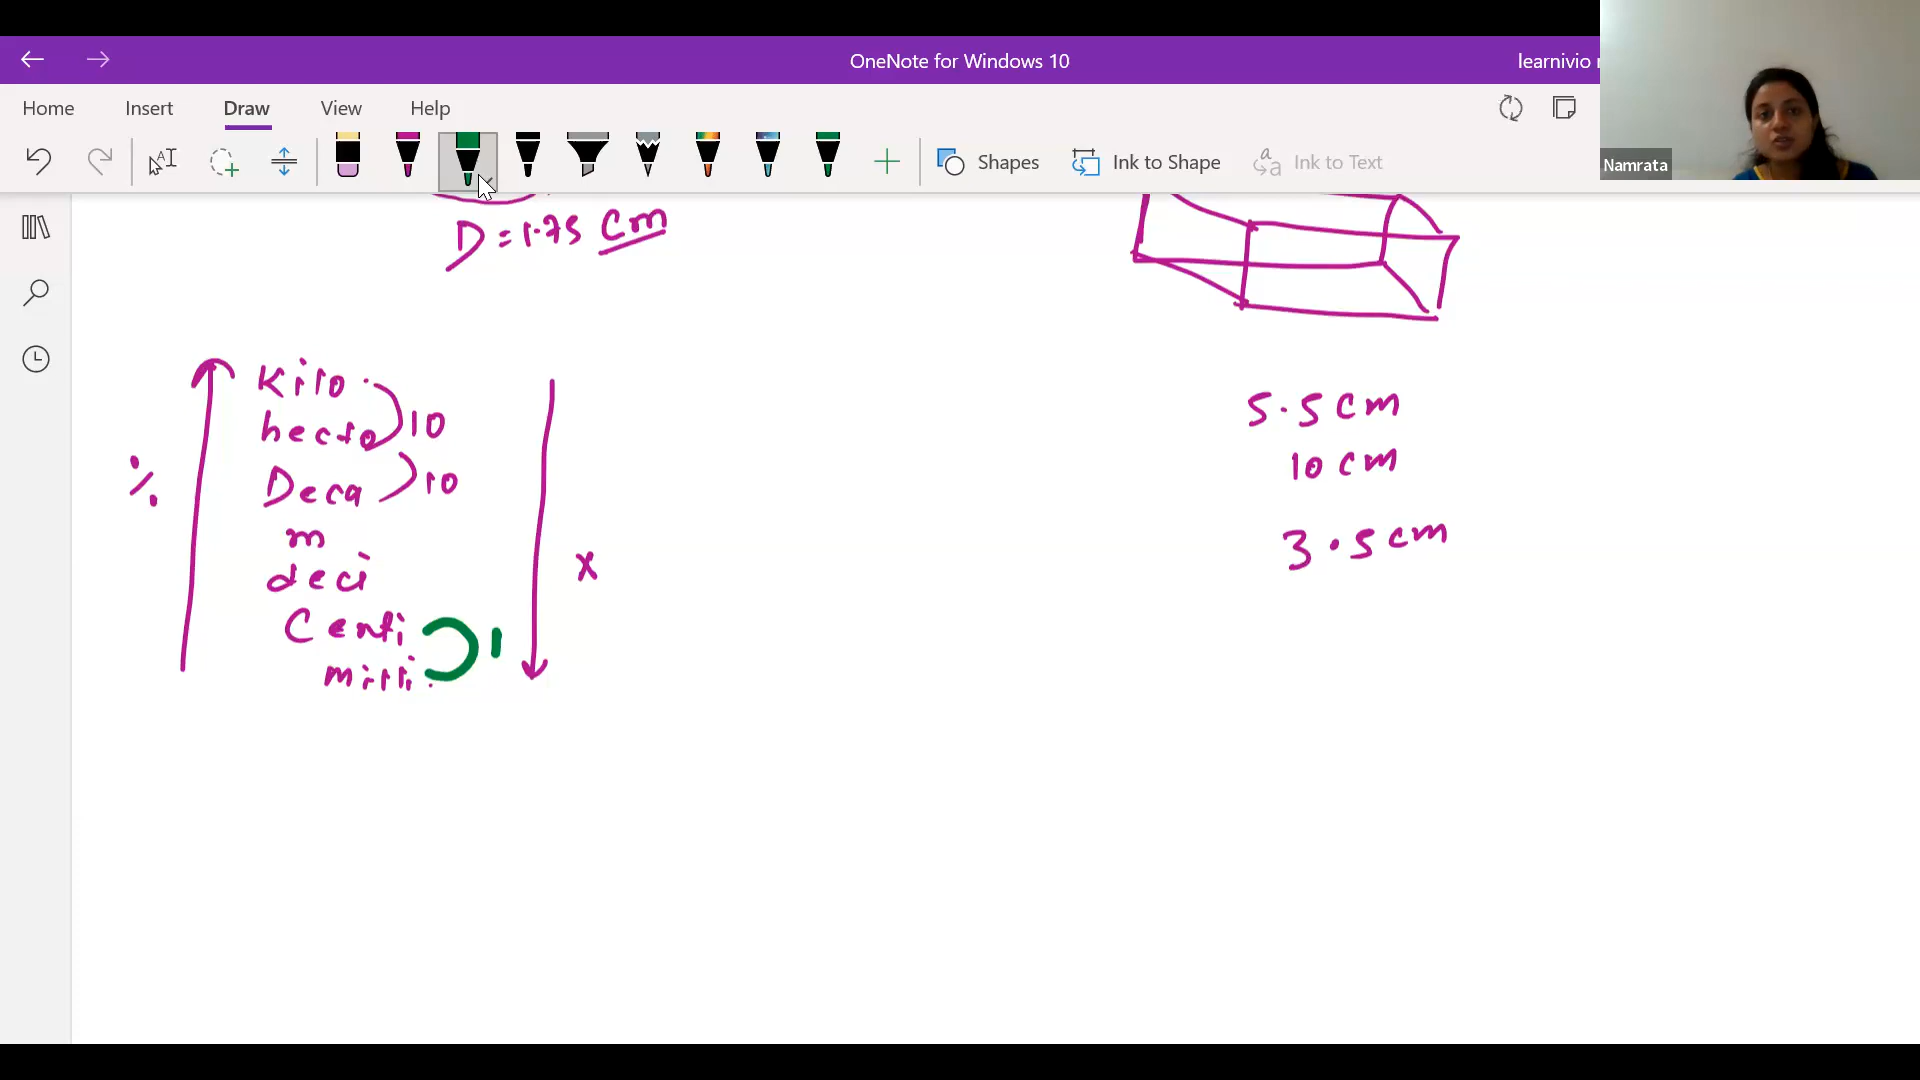 OneNote for Windows 10
learnivio
Home Insert Draw View Help
Shapes Ink to Shape Ink to Text
Namrata
D = 1.75 cm
Kilo
hecto 10
Deca 10
m
deci
Centi 1
milli
%
x
5.5 cm
10 cm
3.5 cm